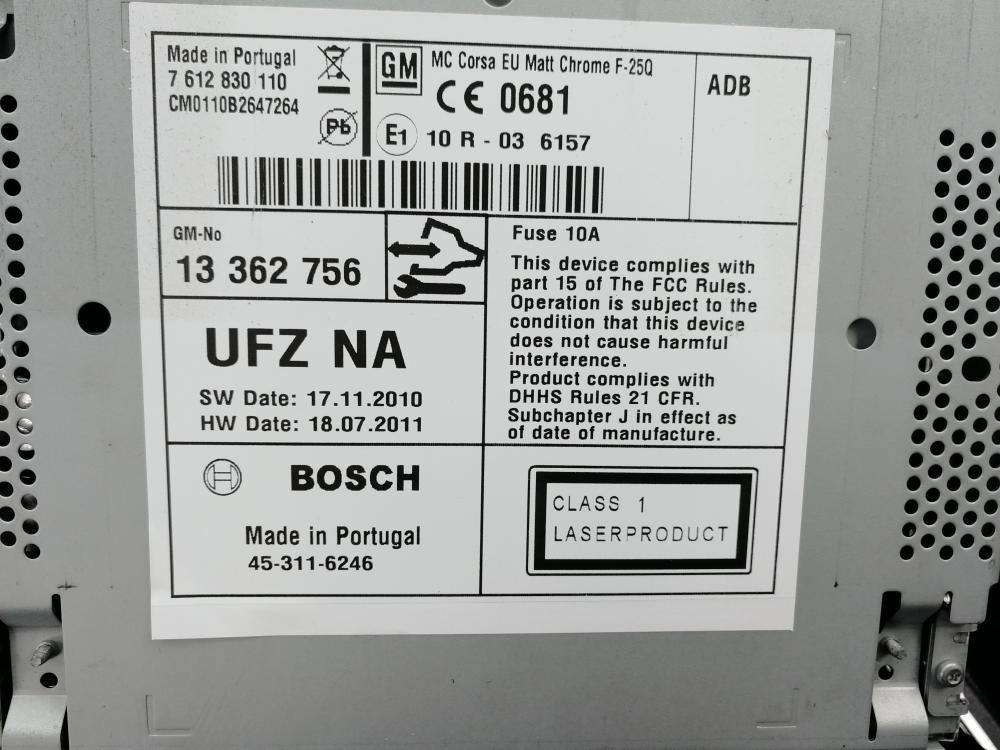 Made in Portugal
7 612 830 110
CM0110B2647264
Pb
GM
MC Corsa EU Matt Chrome F-25Q
CE 0681
E1 10 R - 03 6157
ADB
GM-No
13 362 756
UFZ NA
SW Date: 17.11.2010
HW Date: 18.07.2011
Fuse 10A
This device complies with
part 15 of The FCC Rules.
Operation is subject to the
condition that this device
does not cause harmful
interference.
Product complies with
DHHS Rules 21 CFR.
Subchapter J in effect as
of date of manufacture.
BOSCH
Made in Portugal
45-311-6246
CLASS 1
LASERPRODUCT